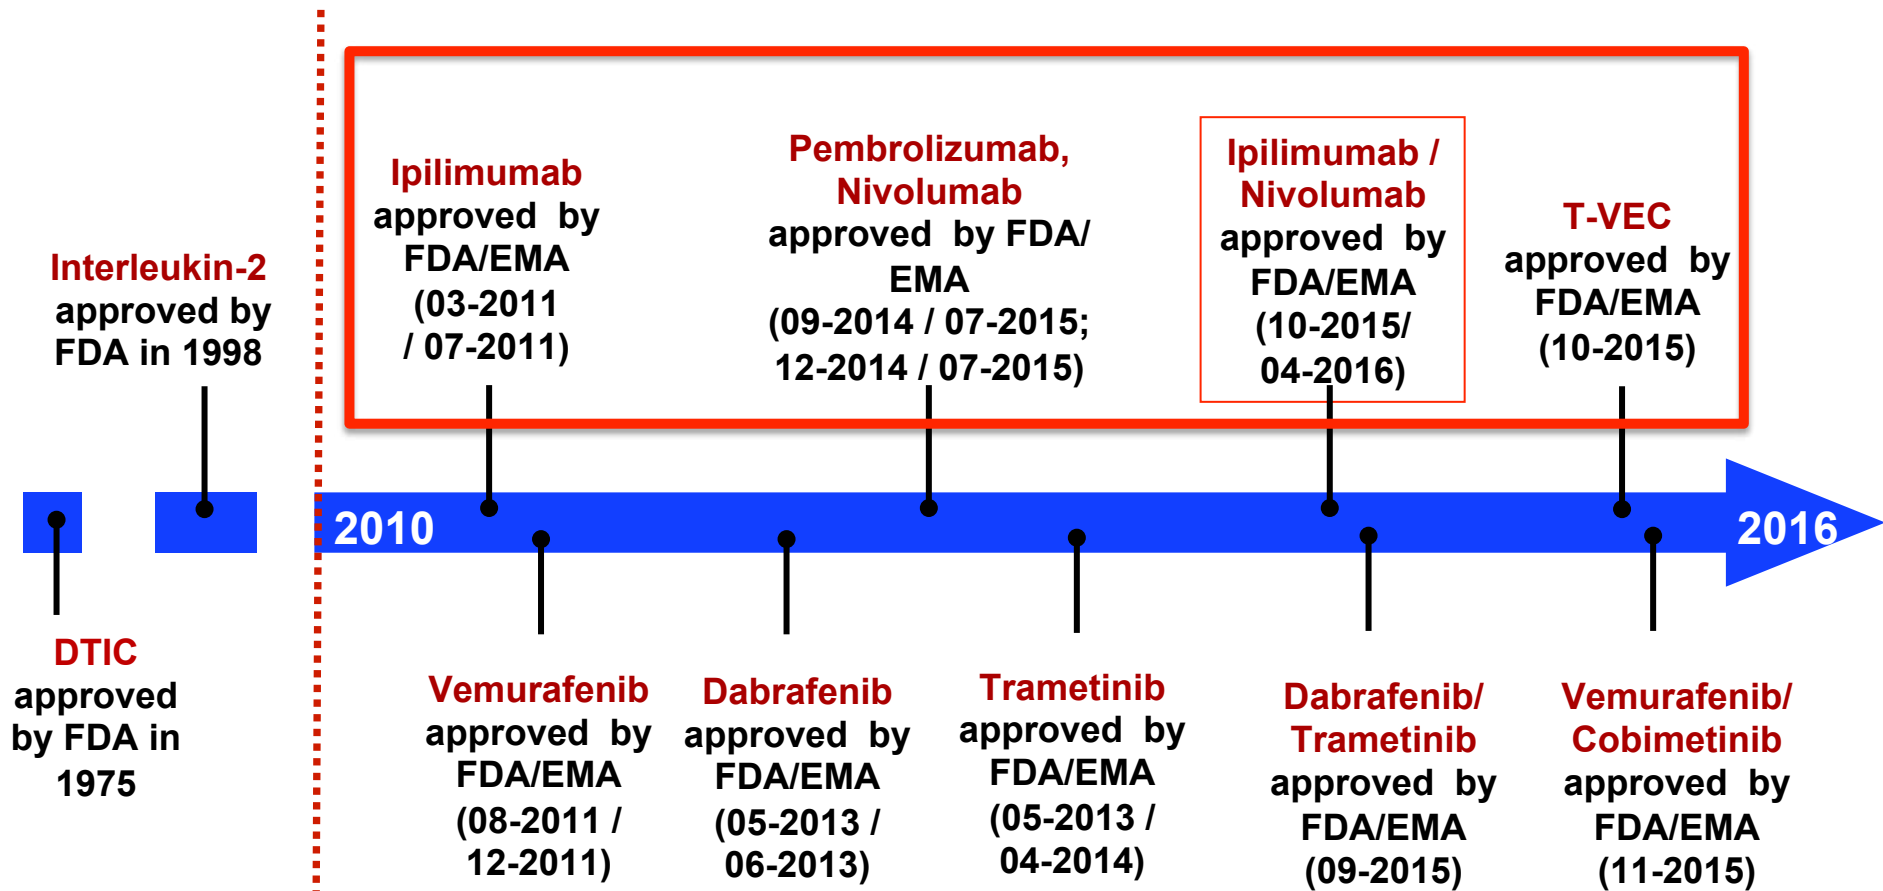 Interleukin-2
approved by
FDA in 1998
Ipilimumab
approved by
FDA/EMA
(03-2011
/ 07-2011)
Pembrolizumab,
Nivolumab
approved by FDA/
EMA
(09-2014 / 07-2015;
12-2014 / 07-2015)
Ipilimumab /
Nivolumab
approved by
FDA/EMA
(10-2015/
04-2016)
T-VEC
approved by
FDA/EMA
(10-2015)
2010
2016
DTIC
approved
by FDA in
1975
Vemurafenib
approved by
FDA/EMA
(08-2011 /
12-2011)
Dabrafenib
approved by
FDA/EMA
(05-2013 /
06-2013)
Trametinib
approved by
FDA/EMA
(05-2013 /
04-2014)
Dabrafenib/
Trametinib
approved by
FDA/EMA
(09-2015)
Vemurafenib/
Cobimetinib
approved by
FDA/EMA
(11-2015)